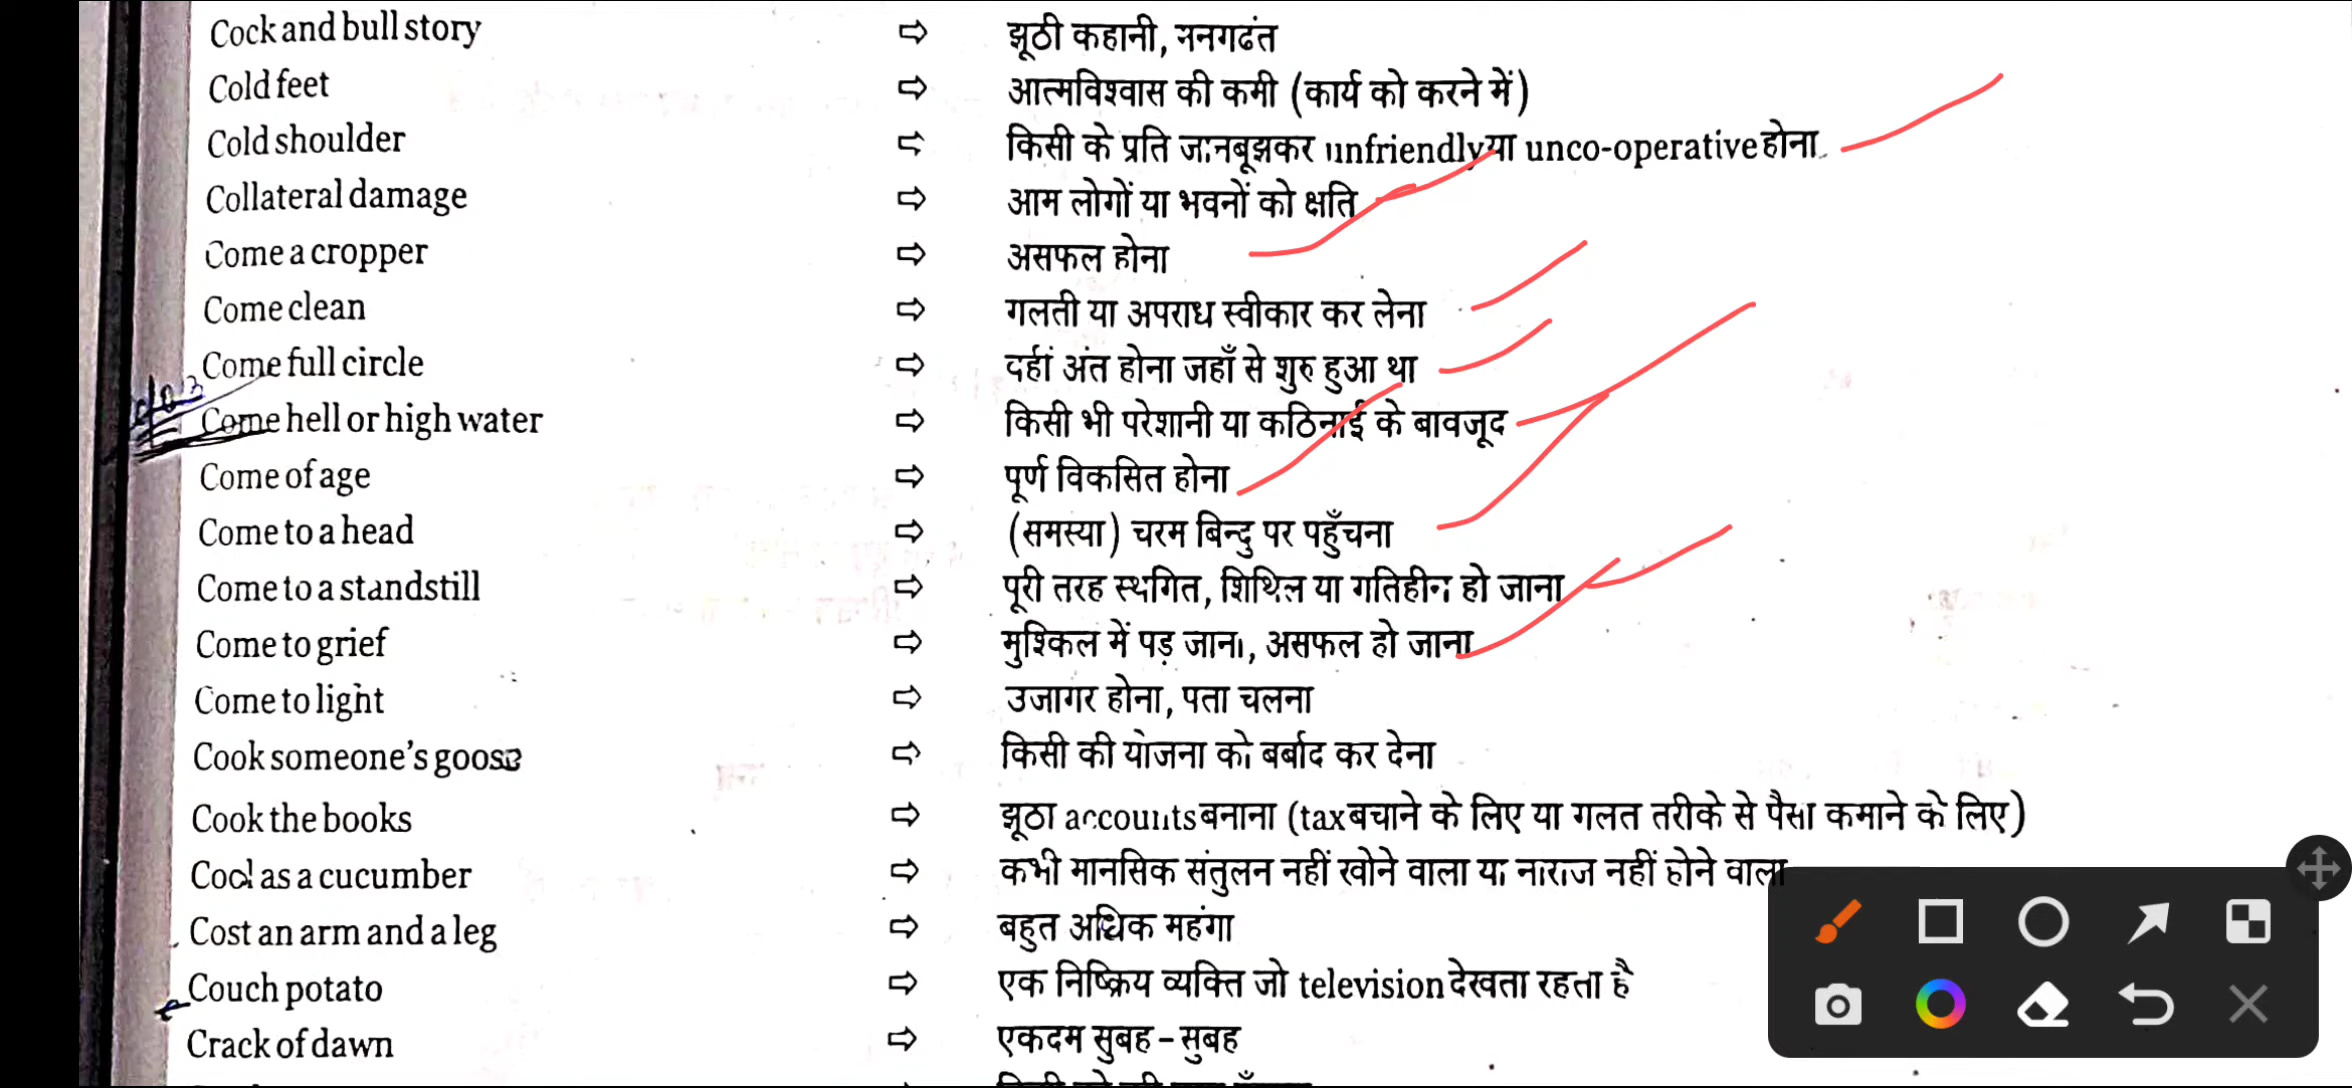 Cock and bull story ⇨ झूठी कहानी, मनगढंत
Cold feet ⇨ आत्मविश्वास की कमी (कार्य को करने में)
Cold shoulder ⇨ किसी के प्रति जानबूझकर unfriendly या unco-operative होना
Collateral damage ⇨ आम लोगों या भवनों को क्षति
Come a cropper ⇨ असफल होना
Come clean ⇨ गलती या अपराध स्वीकार कर लेना
Come full circle ⇨ वहीं अंत होना जहाँ से शुरु हुआ था
Come hell or high water ⇨ किसी भी परेशानी या कठिनाई के बावजूद
Come of age ⇨ पूर्ण विकसित होना
Come to a head ⇨ (समस्या) चरम बिन्दु पर पहुँचना
Come to a standstill ⇨ पूरी तरह स्थगित, शिथिल या गतिहीन हो जाना
Come to grief ⇨ मुश्किल में पड़ जाना, असफल हो जाना
Come to light ⇨ उजागर होना, पता चलना
Cook someone's goose ⇨ किसी की योजना को बर्बाद कर देना
Cook the books ⇨ झूठा accounts बनाना (tax बचाने के लिए या गलत तरीके से पैसा कमाने के लिए)
Cool as a cucumber ⇨ कभी मानसिक संतुलन नहीं खोने वाला या नाराज नहीं होने वाला
Cost an arm and a leg ⇨ बहुत अधिक महंगा
Couch potato ⇨ एक निष्क्रिय व्यक्ति जो television देखता रहता है
Crack of dawn ⇨ एकदम सुबह – सुबह